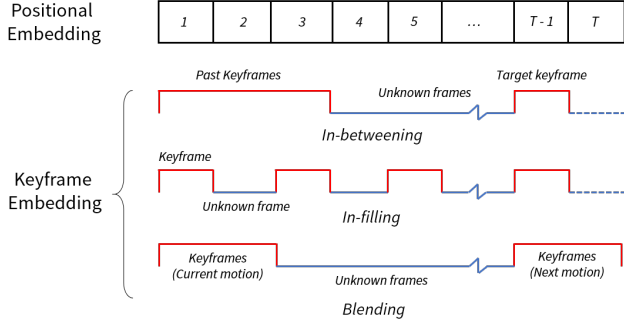 Positional
Embedding
1 2 3 4 5 ... T - 1 T
Past Keyframes
Unknown frames
Target keyframe
In-betweening
Keyframe
Unknown frame
In-filling
Keyframe
Embedding
Keyframes
(Current motion)
Unknown frames
Keyframes
(Next motion)
Blending